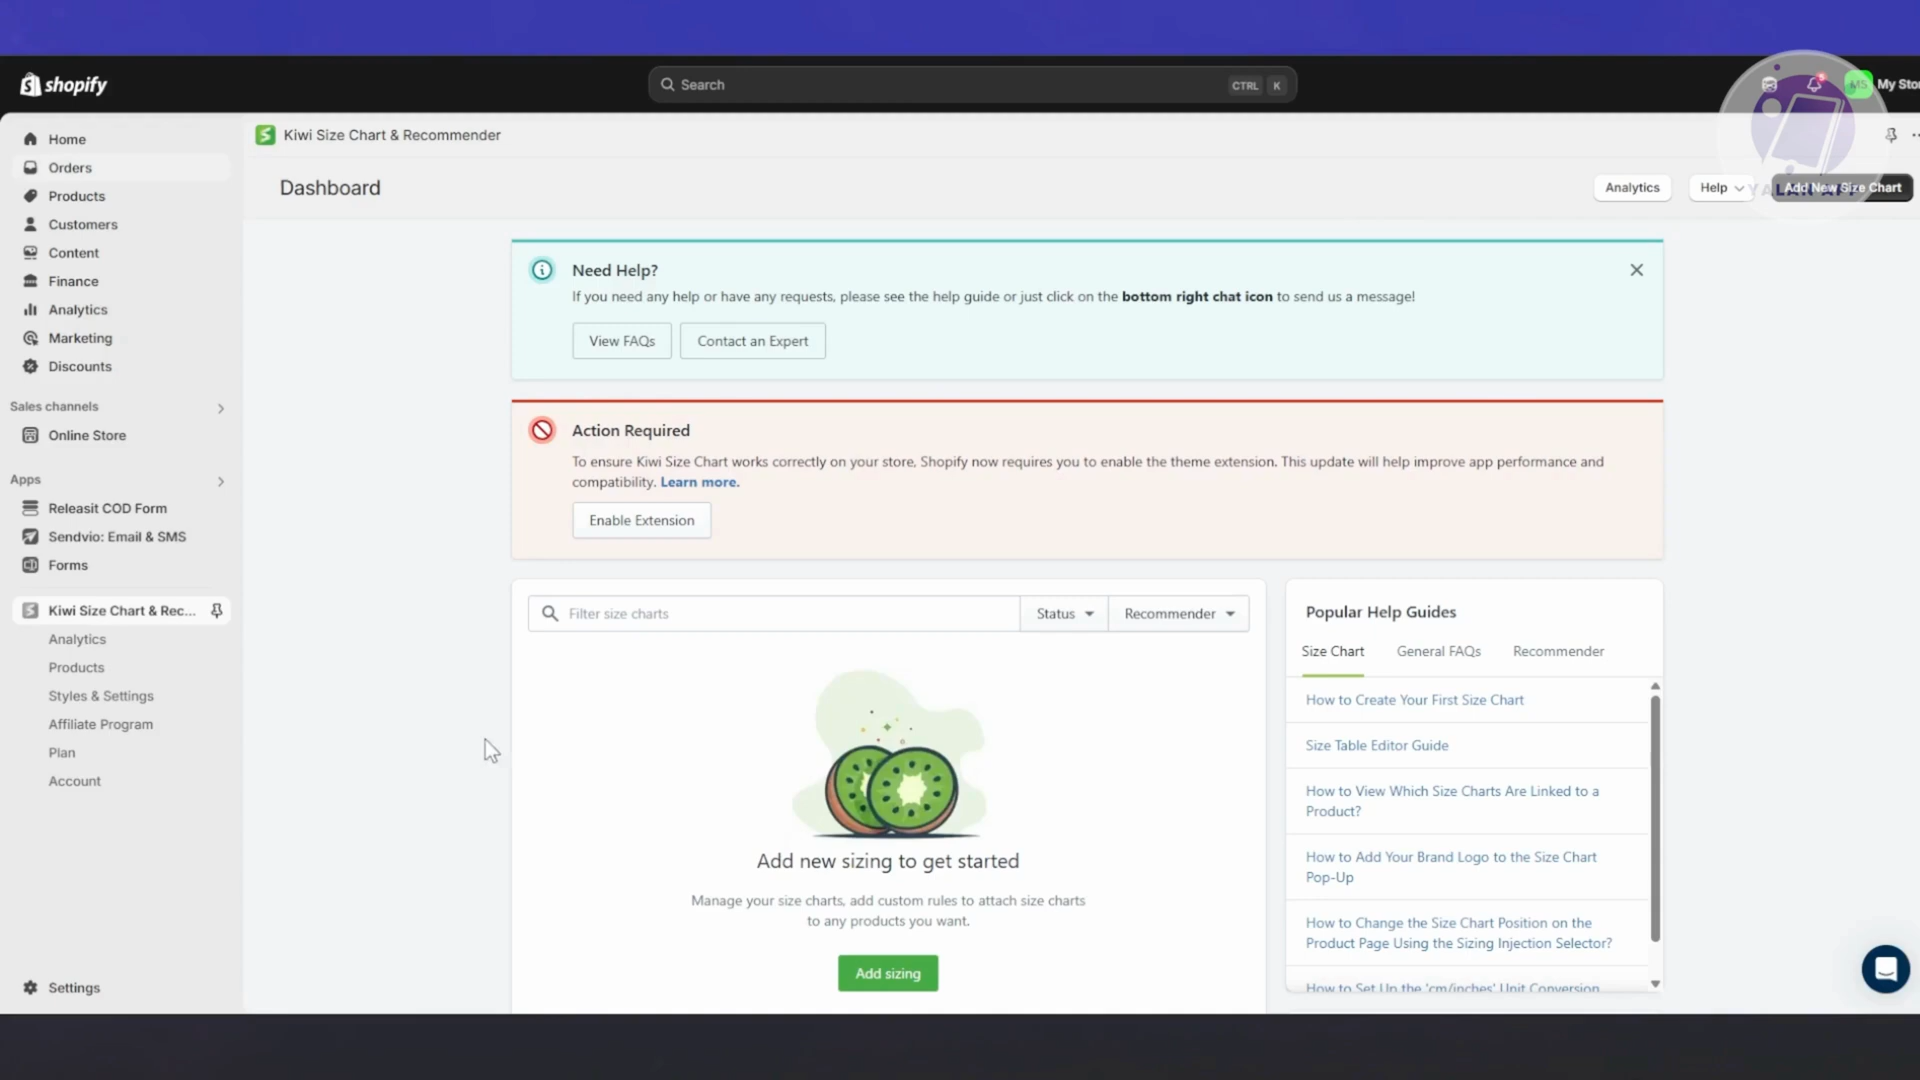 shopify
Search
CTRL K
MS
My Sto
Home
Orders
Products
Customers
Content
Finance
Analytics
Marketing
Discounts
Sales channels
Online Store
Apps
Releasit COD Form
Sendvio: Email & SMS
Forms
Kiwi Size Chart & Rec...
Analytics
Products
Styles & Settings
Affiliate Program
Plan
Account
Settings
Kiwi Size Chart & Recommender
Dashboard
Analytics
Help
Add New Size Chart
Need Help?
If you need any help or have any requests, please see the help guide or just click on the bottom right chat icon to send us a message!
View FAQs
Contact an Expert
Action Required
To ensure Kiwi Size Chart works correctly on your store, Shopify now requires you to enable the theme extension. This update will help improve app performance and
compatibility. Learn more.
Enable Extension
Filter size charts
Status
Recommender
Add new sizing to get started
Manage your size charts, add custom rules to attach size charts
to any products you want.
Add sizing
Popular Help Guides
Size Chart
General FAQs
Recommender
How to Create Your First Size Chart
Size Table Editor Guide
How to View Which Size Charts Are Linked to a
Product?
How to Add Your Brand Logo to the Size Chart
Pop-Up
How to Change the Size Chart Position on the
Product Page Using the Sizing Injection Selector?
How to Set Up the 'cm/inches' Unit Conversion